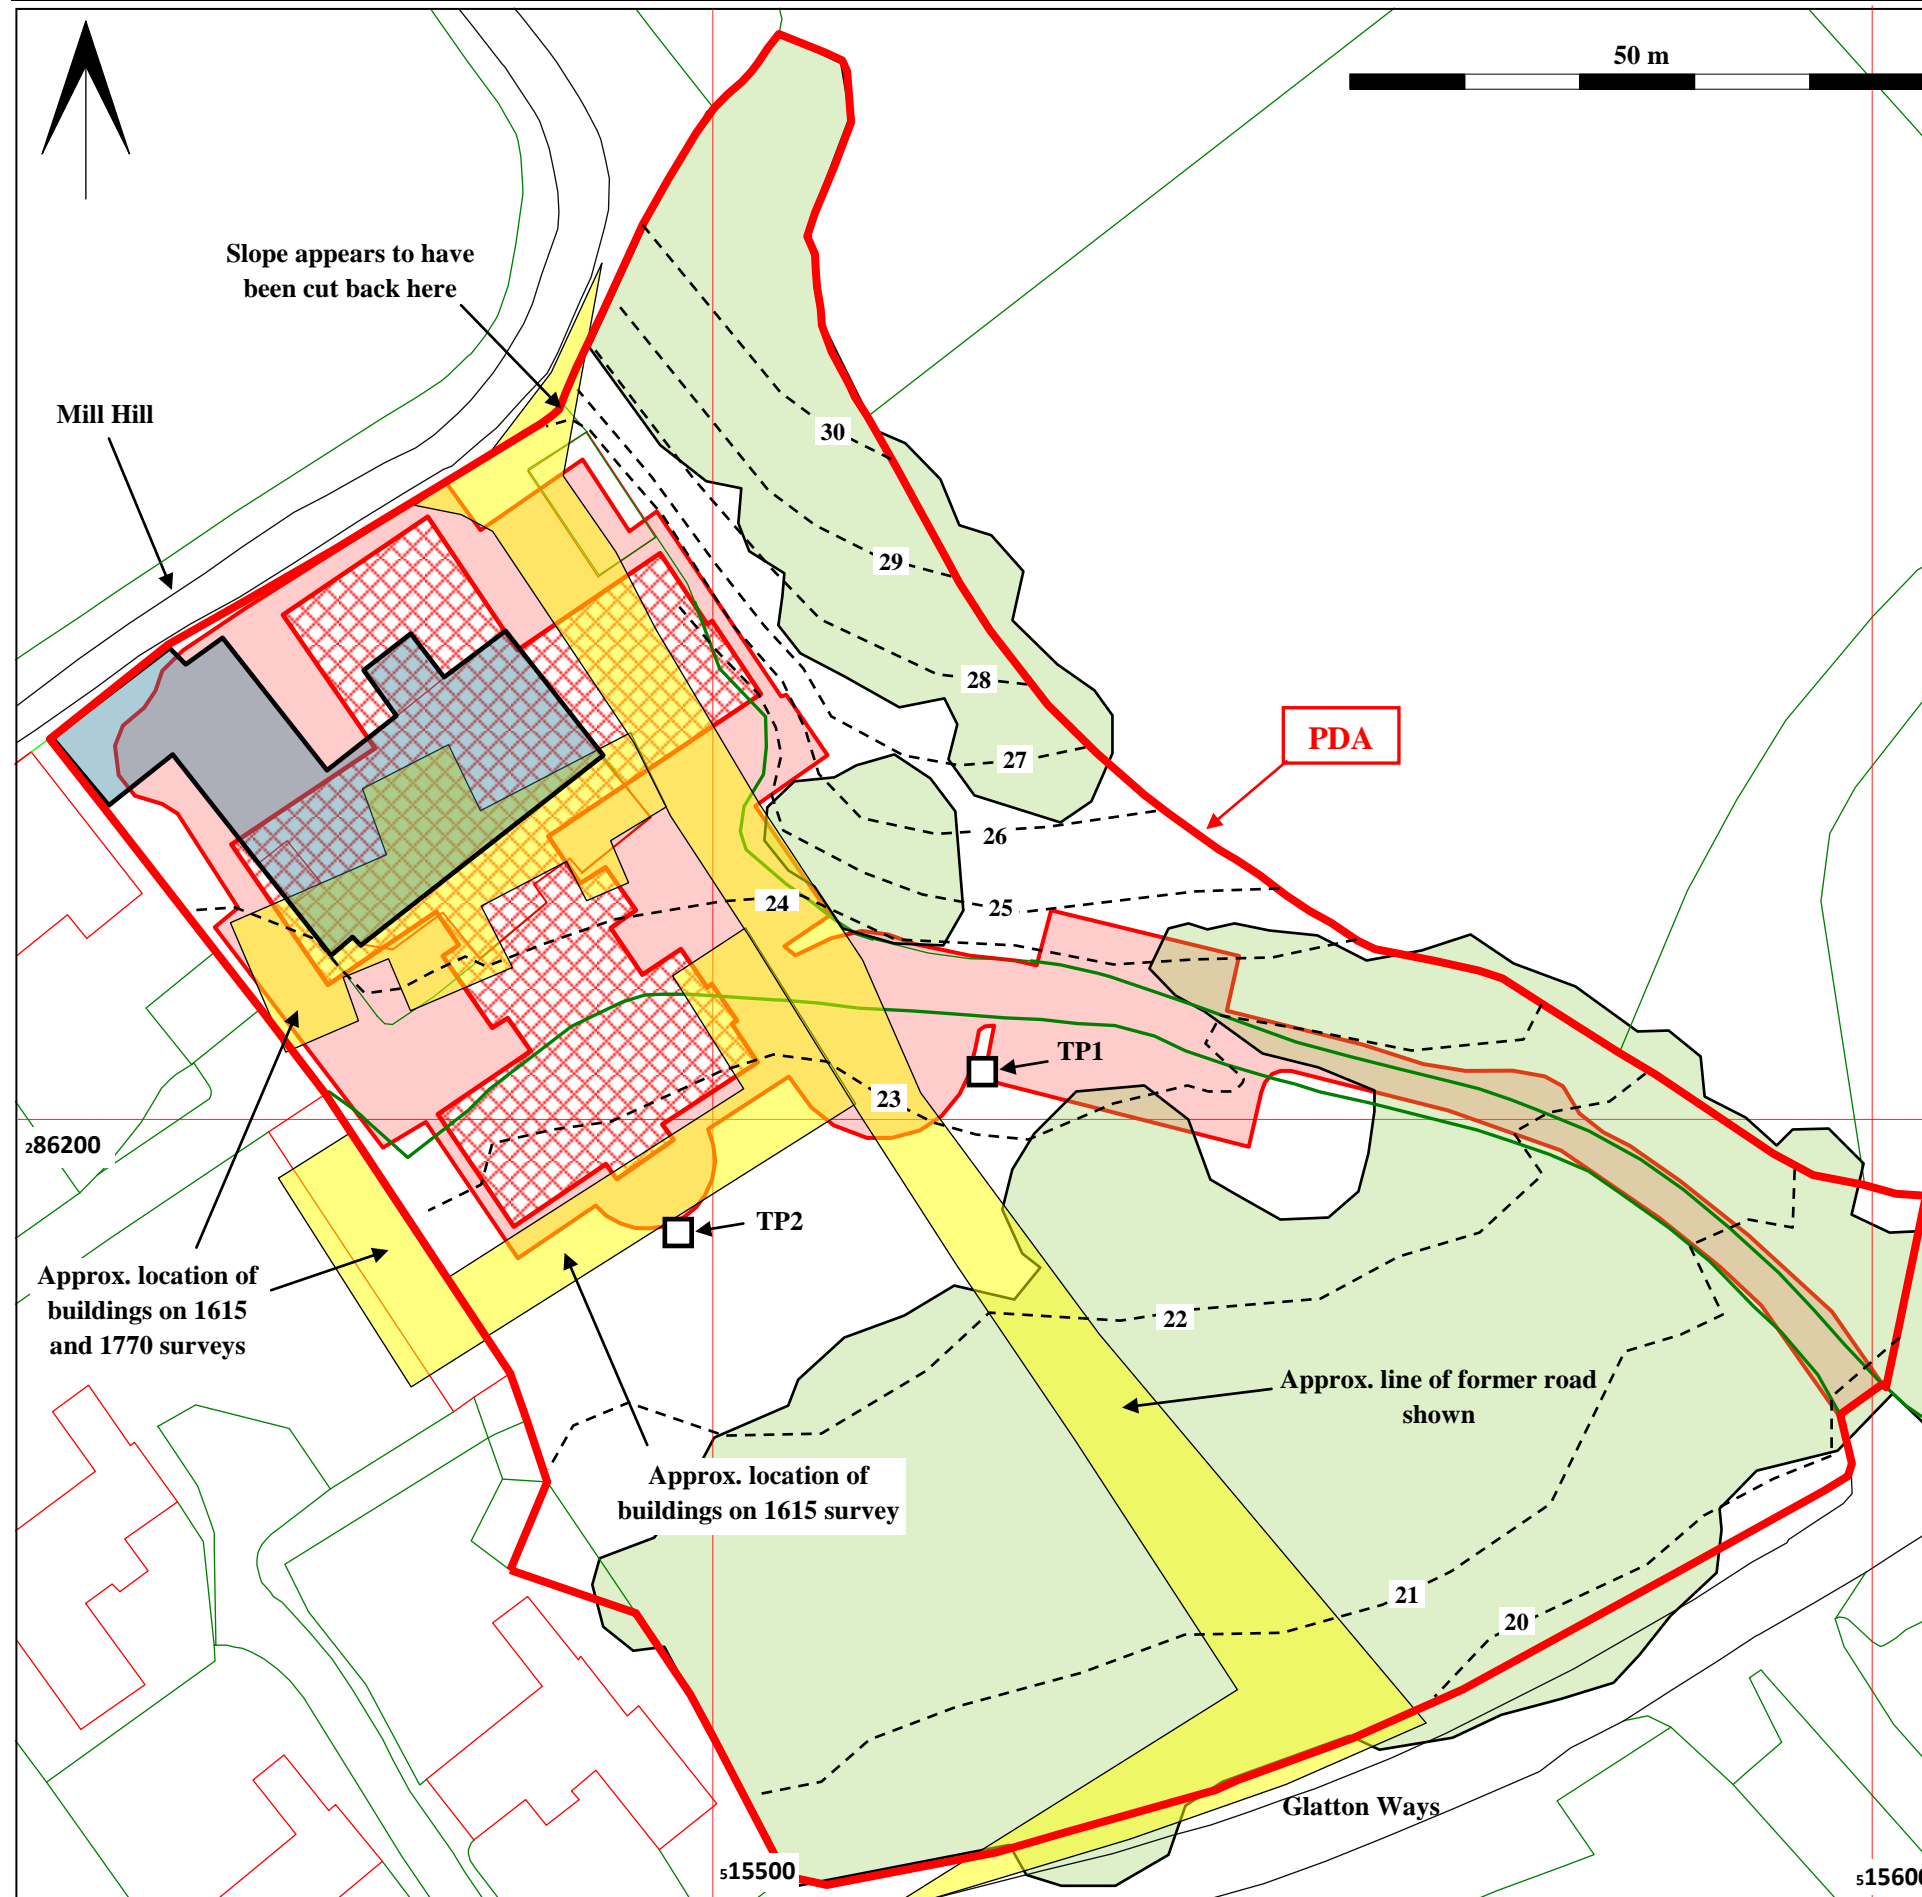 50 m
Slope appears to have
been cut back here
Mill Hill
30
29
28
PDA
27
26
24
25
TP1
23
286200
TP2
Approx. location of
buildings on 1615
and 1770 surveys
22
Approx. line of former road
shown
Approx. location of
buildings on 1615 survey
21
20
Glatton Ways
515500
51560